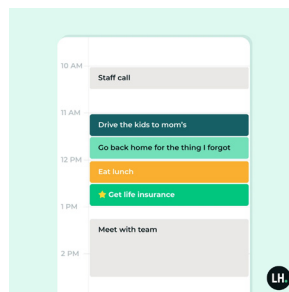 10 AM
Staff call
11 AM
Drive the kids to mom's
Go back home for the thing I forgot
12 PM
Eat lunch
⭐ Get life insurance
1 PM
Meet with team
2 PM
LH.